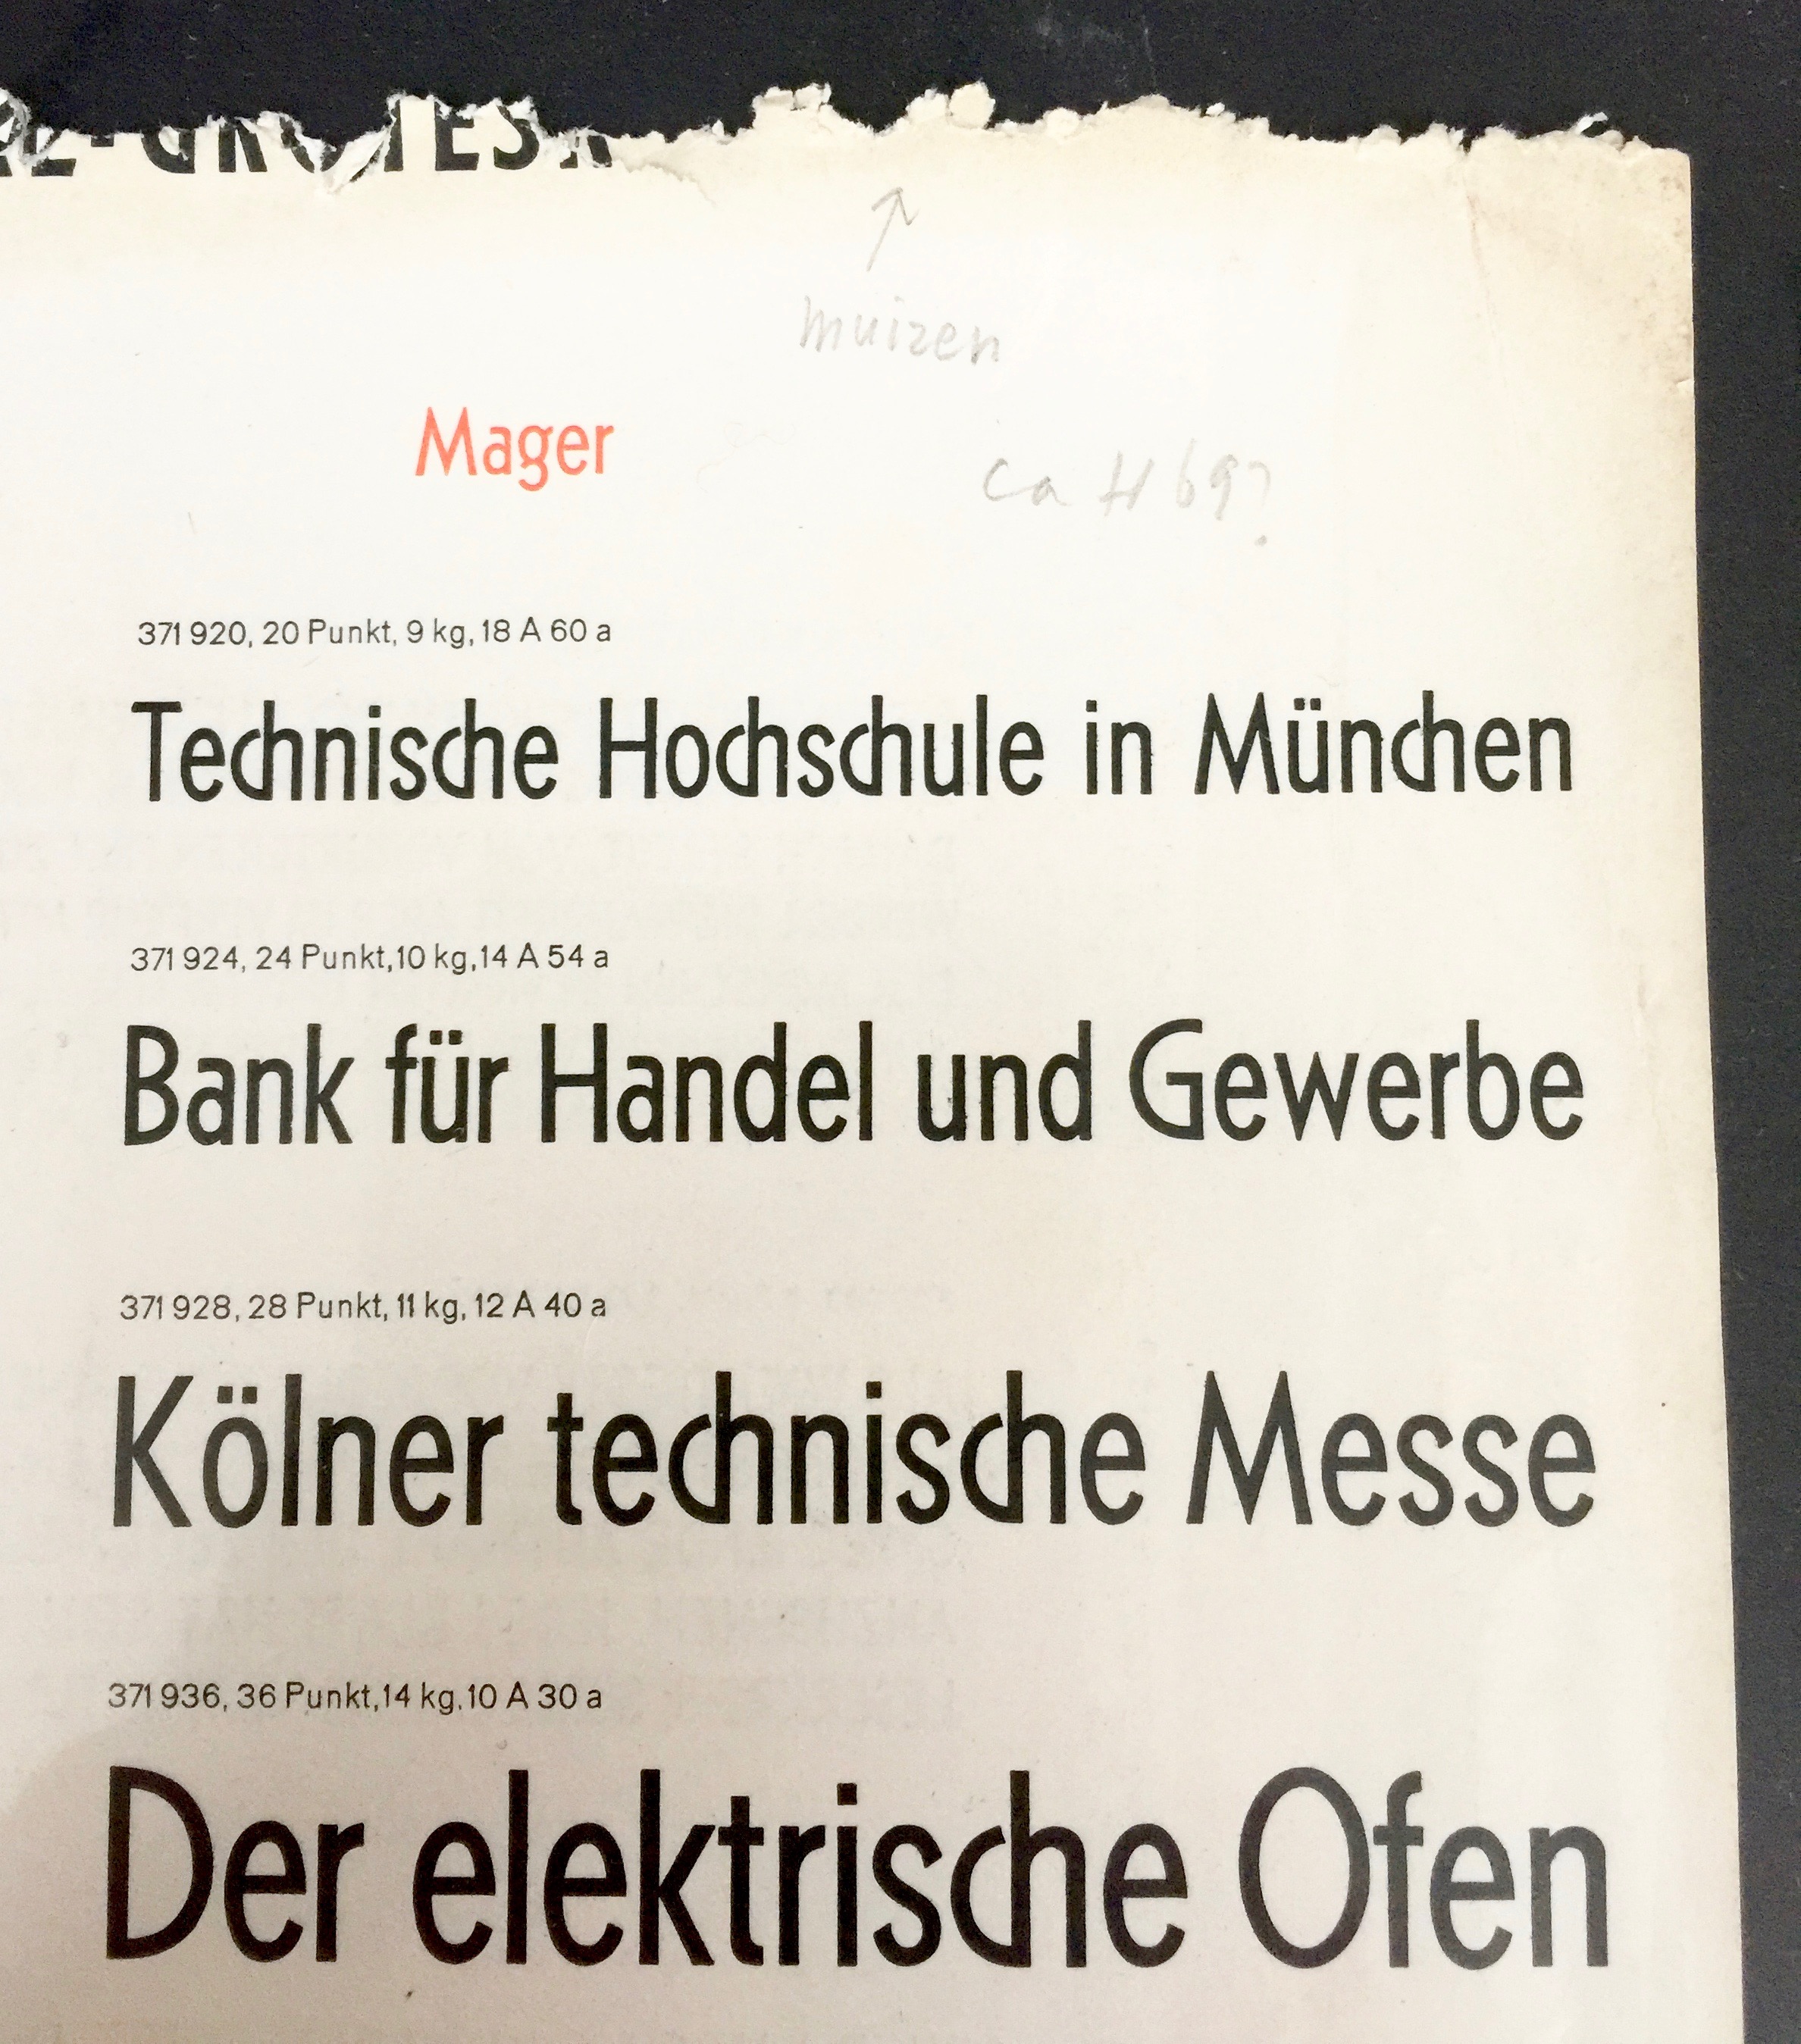 -GROTESK
muizen
Mager
ca H 69?
371 920, 20 Punkt, 9 kg, 18 A 60 a
Technische Hochschule in München
371 924, 24 Punkt, 10 kg, 14 A 54 a
Bank für Handel und Gewerbe
371 928, 28 Punkt, 11 kg, 12 A 40 a
Kölner technische Messe
371 936, 36 Punkt, 14 kg, 10 A 30 a
Der elektrische Ofen